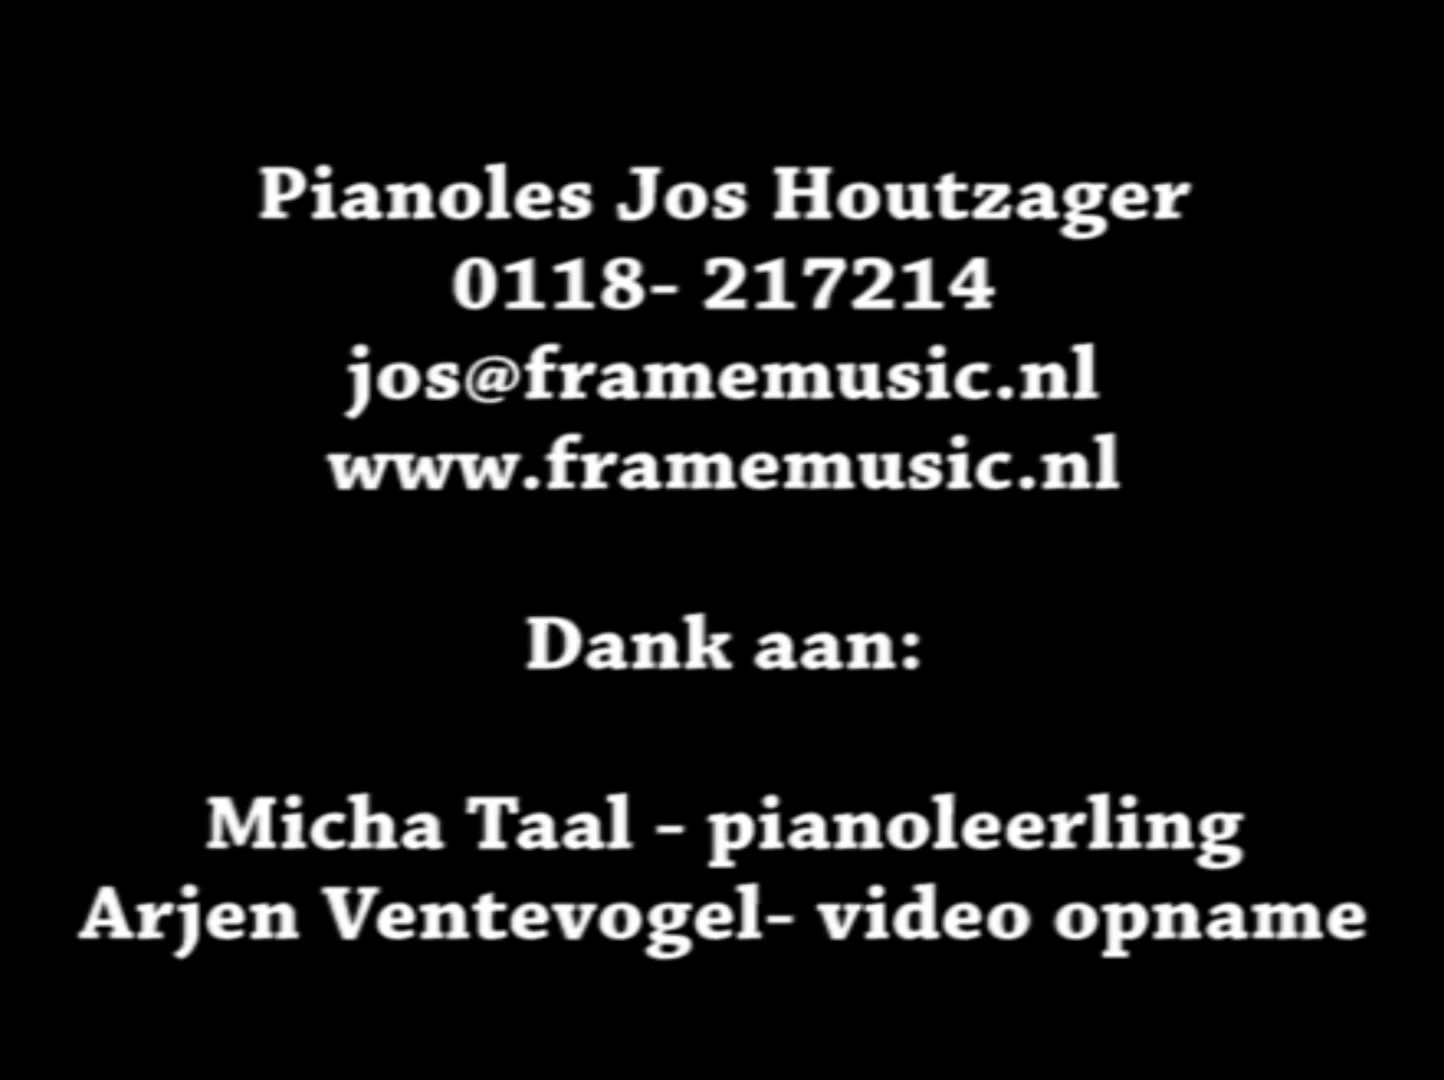 Pianoles Jos Houtzager
0118- 217214
jos@framemusic.nl
www.framemusic.nl
Dank aan:
Micha Taal - pianoleerling
Arjen Ventevogel- video opname